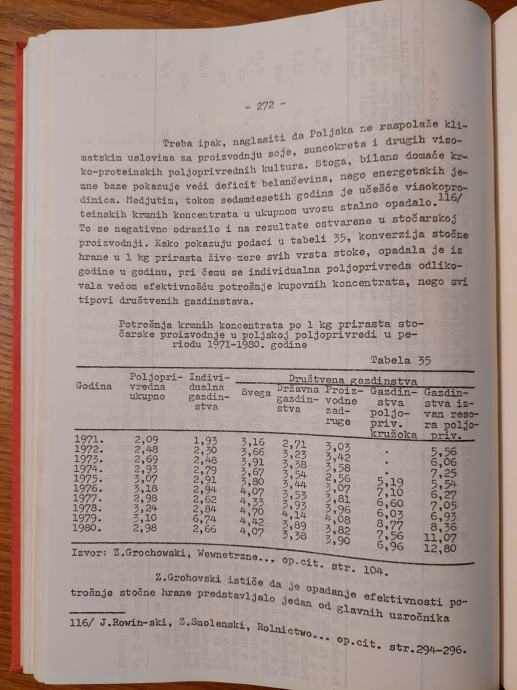 - 272 -
Treba ipak, naglasiti da Poljska ne raspolaže kli-
matskim uslovima za proizvodnju soje, suncokreta i drugih viso-
ko-proteinskih poljoprivrednih kultura. Stoga, bilans domaće kr-
mne baze pokazuje veći deficit belančevina, nego energetskih je-
dinica. Medjutim, tokom sedamdesetih godina je učešće visokopro-
teinskih krmnih koncentrata u ukupnom uvozu stalno opadalo.116/
To se negativno odrazilo i na rezultate ostvarene u stočarskoj
proizvodnji. Kako pokazuju podaci u tabeli 35, konverzija stočne
hrane u 1 kg prirasta žive mere svih vrsta stoke, opadala je iz
godine u godinu, pri čemu se individualna poljoprivreda odliko-
vala većom efikasnošću potrošnje kupovnih koncentrata, nego svi
tipovi društvenih gazdinstava.
Potrošnja krmnih koncentrata po 1 kg prirasta sto-
čarske proizvodnje u poljskoj poljoprivredi u pe-
riodu 1971-1980. godine
Tabela 35
Godina Poljopri-vredna ukupno Indivi-dualna gazdin-stva Društvena gazdinstva
Svega Državna gazdin-stva Proiz-vodne zad-ruge Gazdin-stva poljo-priv. kružoka Gazdin-stva iz-van reso-ra poljo-priv.
1971. 2,09 1,93 3,16 2,71 3,03 . 5,56
1972. 2,48 2,30 3,66 3,23 3,42 . 6,06
1973. 2,69 2,48 3,91 3,38 3,58 . 7,25
1974. 2,93 2,79 3,67 3,54 2,56 5,19 5,54
1975. 3,07 2,91 3,80 3,44 3,07 7,10 6,27
1976. 3,18 2,94 4,07 3,53 3,81 6,60 7,05
1977. 2,98 2,62 4,33 3,93 3,96 6,03 6,93
1978. 3,24 2,84 4,70 4,14 4,08 8,77 8,36
1979. 3,10 6,74 4,42 3,89 3,82 7,56 11,07
1980. 2,98 2,66 4,07 3,38 3,90 6,96 12,80
Izvor: Z.Grochowski, Wewnetrzne... op.cit. str. 104.
Z.Grohovski ističe da je opadanje efektivnosti po-
trošnje stočne hrane predstavljalo jedan od glavnih uzročnika
116/ J.Rowin-ski, Z.Smolenski, Rolnictwo... op.cit. str.294-296.